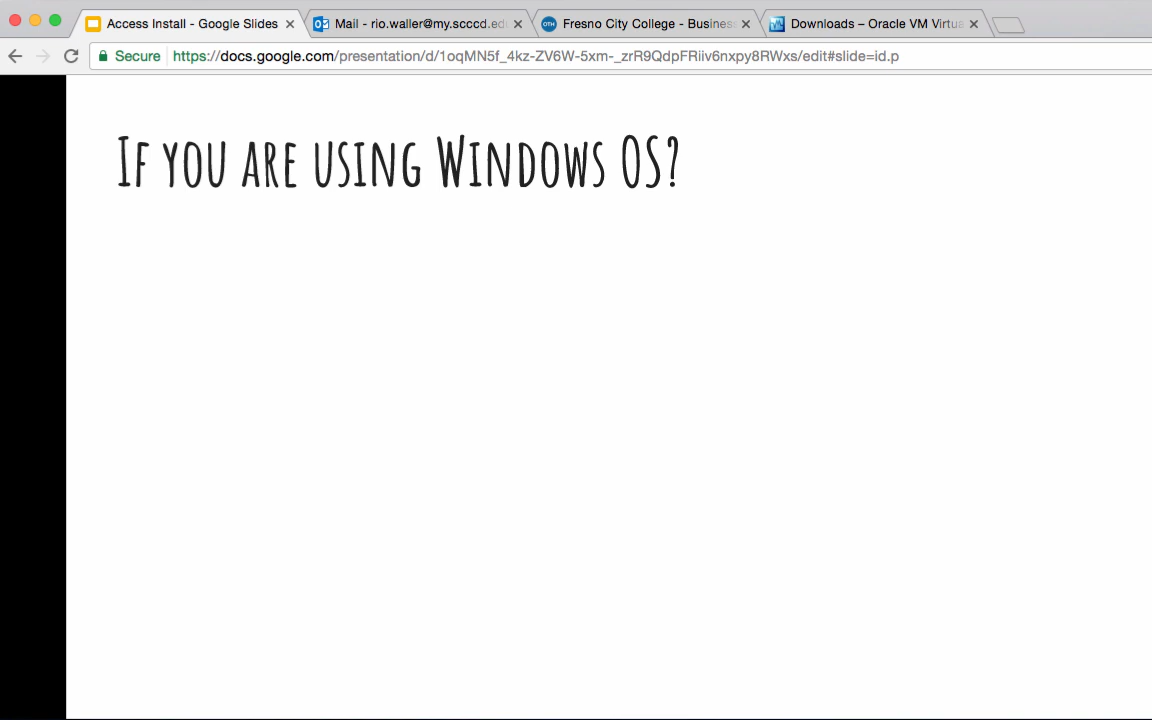 Access Install - Google Slides
Mail - rio.waller@my.scccd.ed
Fresno City College - Busines
Downloads – Oracle VM Virtua
Secure https://docs.google.com/presentation/d/1oqMN5f_4kz-ZV6W-5xm-_zrR9QdpFRiiv6nxpy8RWxs/edit#slide=id.p
If you are using Windows OS?